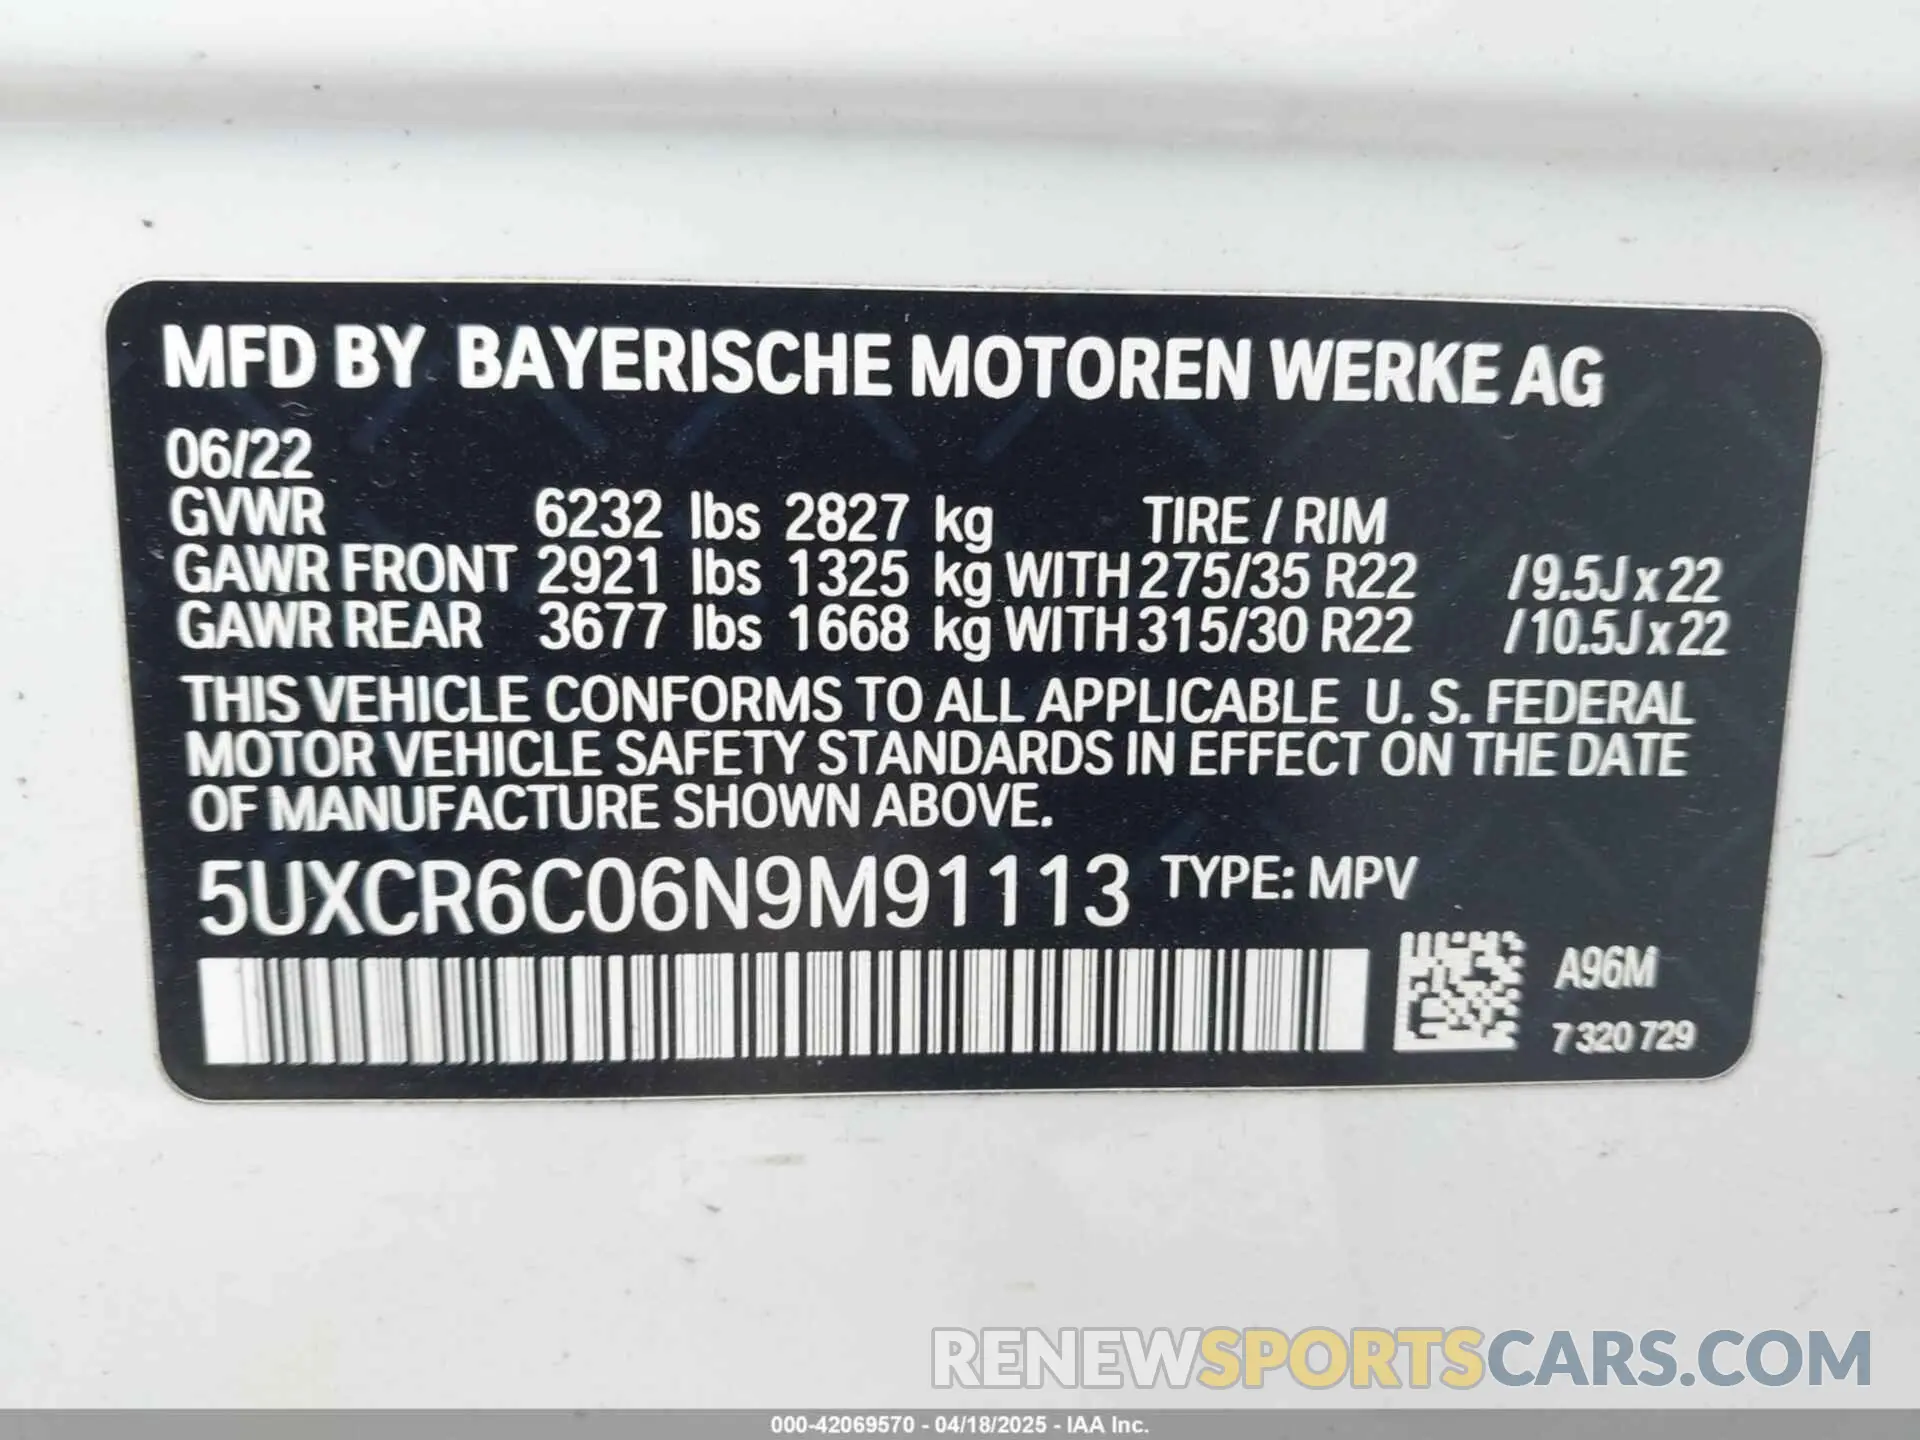 MFD BY BAYERISCHE MOTOREN WERKE AG
06/22
GVWR 6232 lbs 2827 kg TIRE / RIM
GAWR FRONT 2921 lbs 1325 kg WITH 275/35 R22 /9.5J x 22
GAWR REAR 3677 lbs 1668 kg WITH 315/30 R22 /10.5J x 22
THIS VEHICLE CONFORMS TO ALL APPLICABLE U. S. FEDERAL
MOTOR VEHICLE SAFETY STANDARDS IN EFFECT ON THE DATE
OF MANUFACTURE SHOWN ABOVE.
5UXCR6C06N9M91113 TYPE: MPV
A96M
7 320 729
RENEWSPORTSCARS.COM
000-42069570 - 04/18/2025 - IAA Inc.